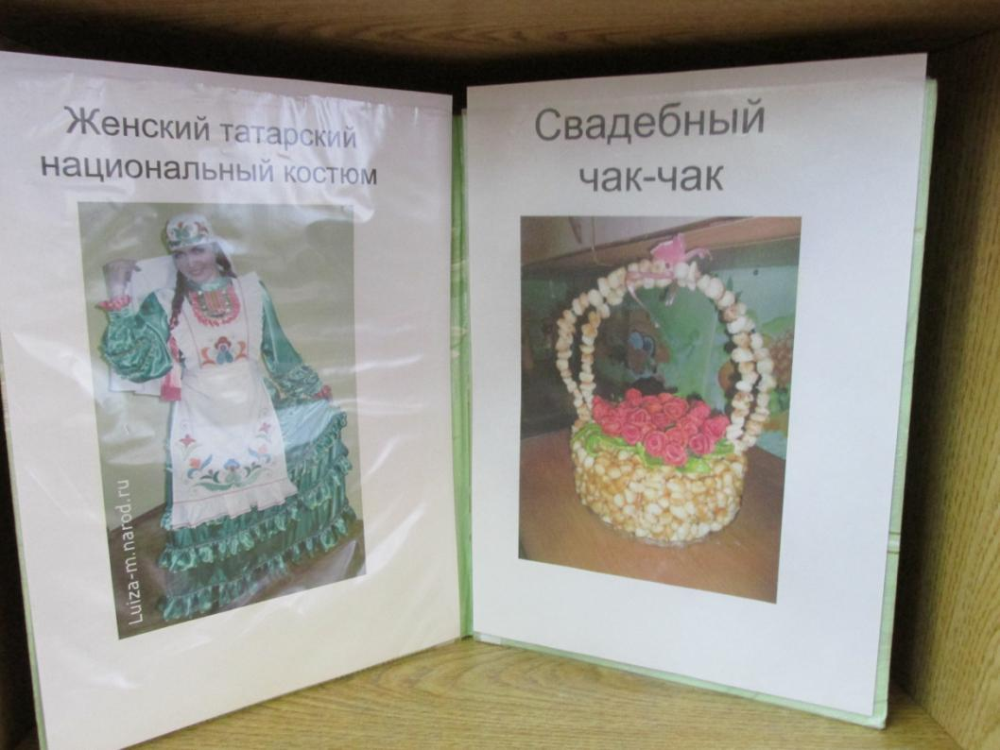 Женский татарский
национальный костюм
Luiza-m.narod.ru
Свадебный
чак-чак